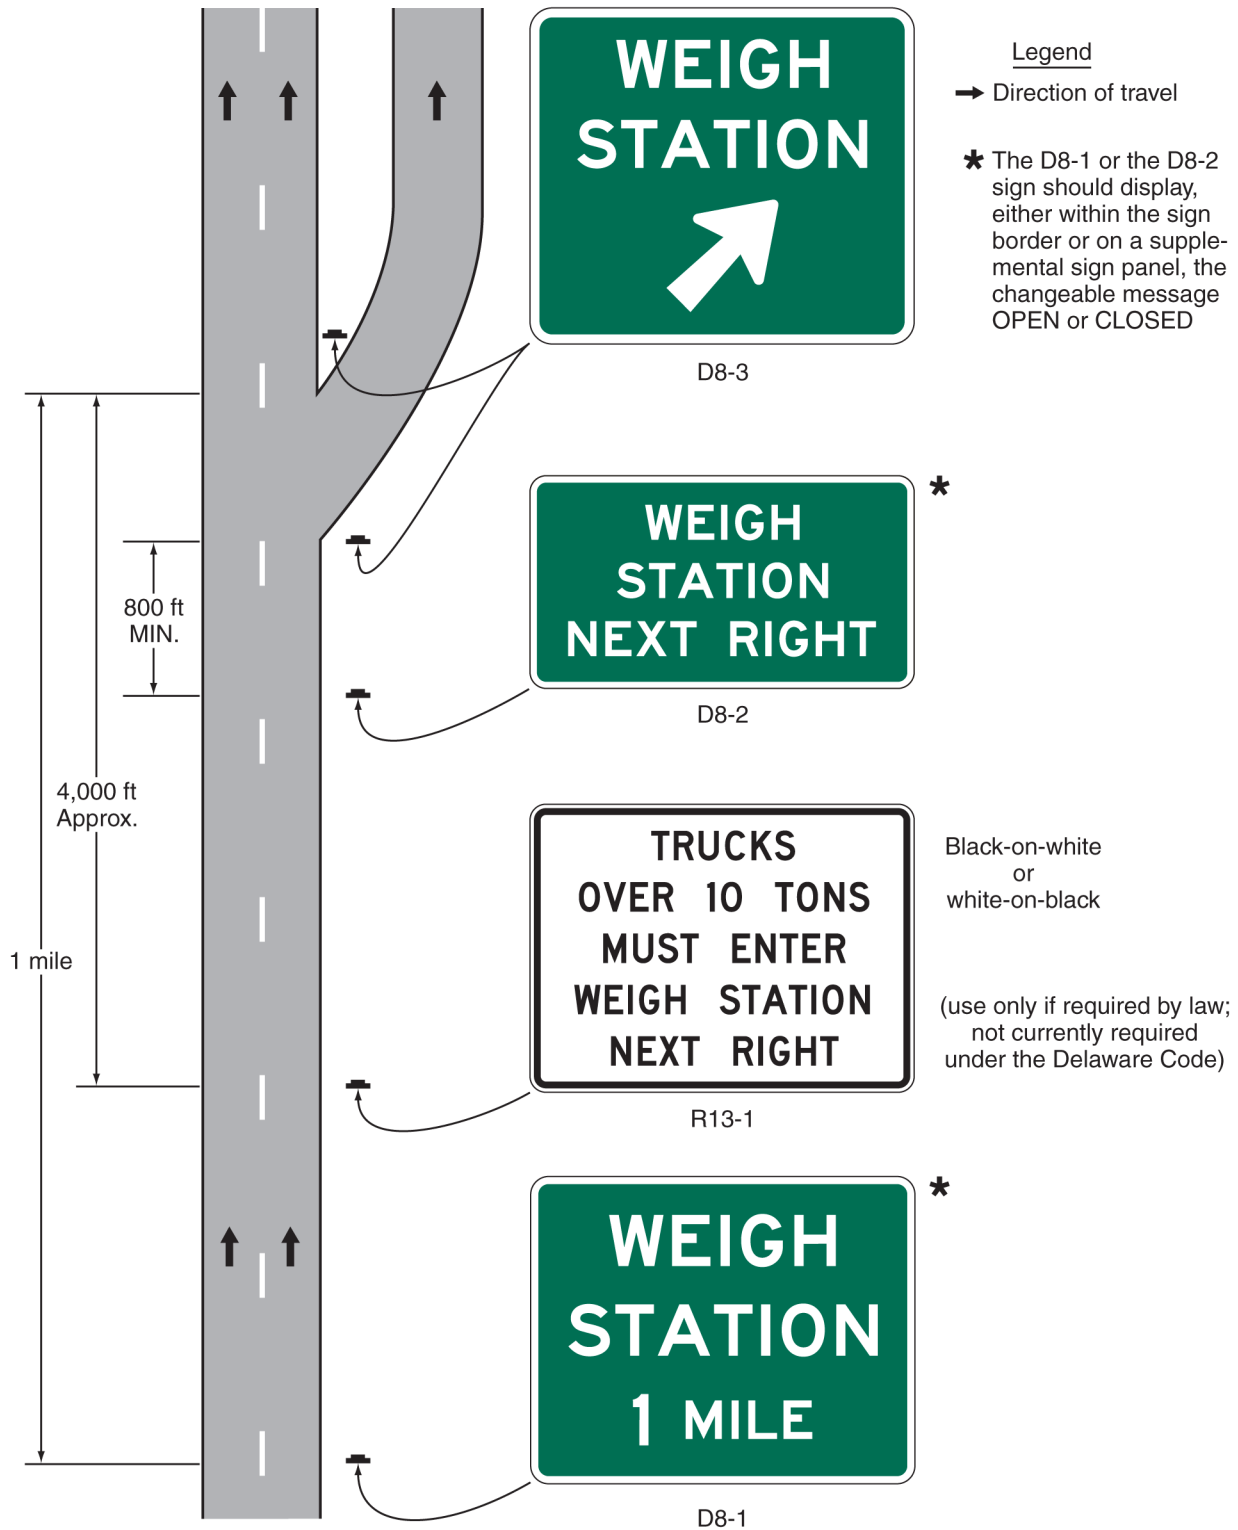 WEIGH
STATION
D8-3
Legend
Direction of travel
* The D8-1 or the D8-2
sign should display,
either within the sign
border or on a supple-
mental sign panel, the
changeable message
OPEN or CLOSED
*
WEIGH
STATION
NEXT RIGHT
D8-2
800 ft
MIN.
4,000 ft
Approx.
1 mile
TRUCKS
OVER 10 TONS
MUST ENTER
WEIGH STATION
NEXT RIGHT
R13-1
Black-on-white
or
white-on-black
(use only if required by law;
not currently required
under the Delaware Code)
*
WEIGH
STATION
1 MILE
D8-1